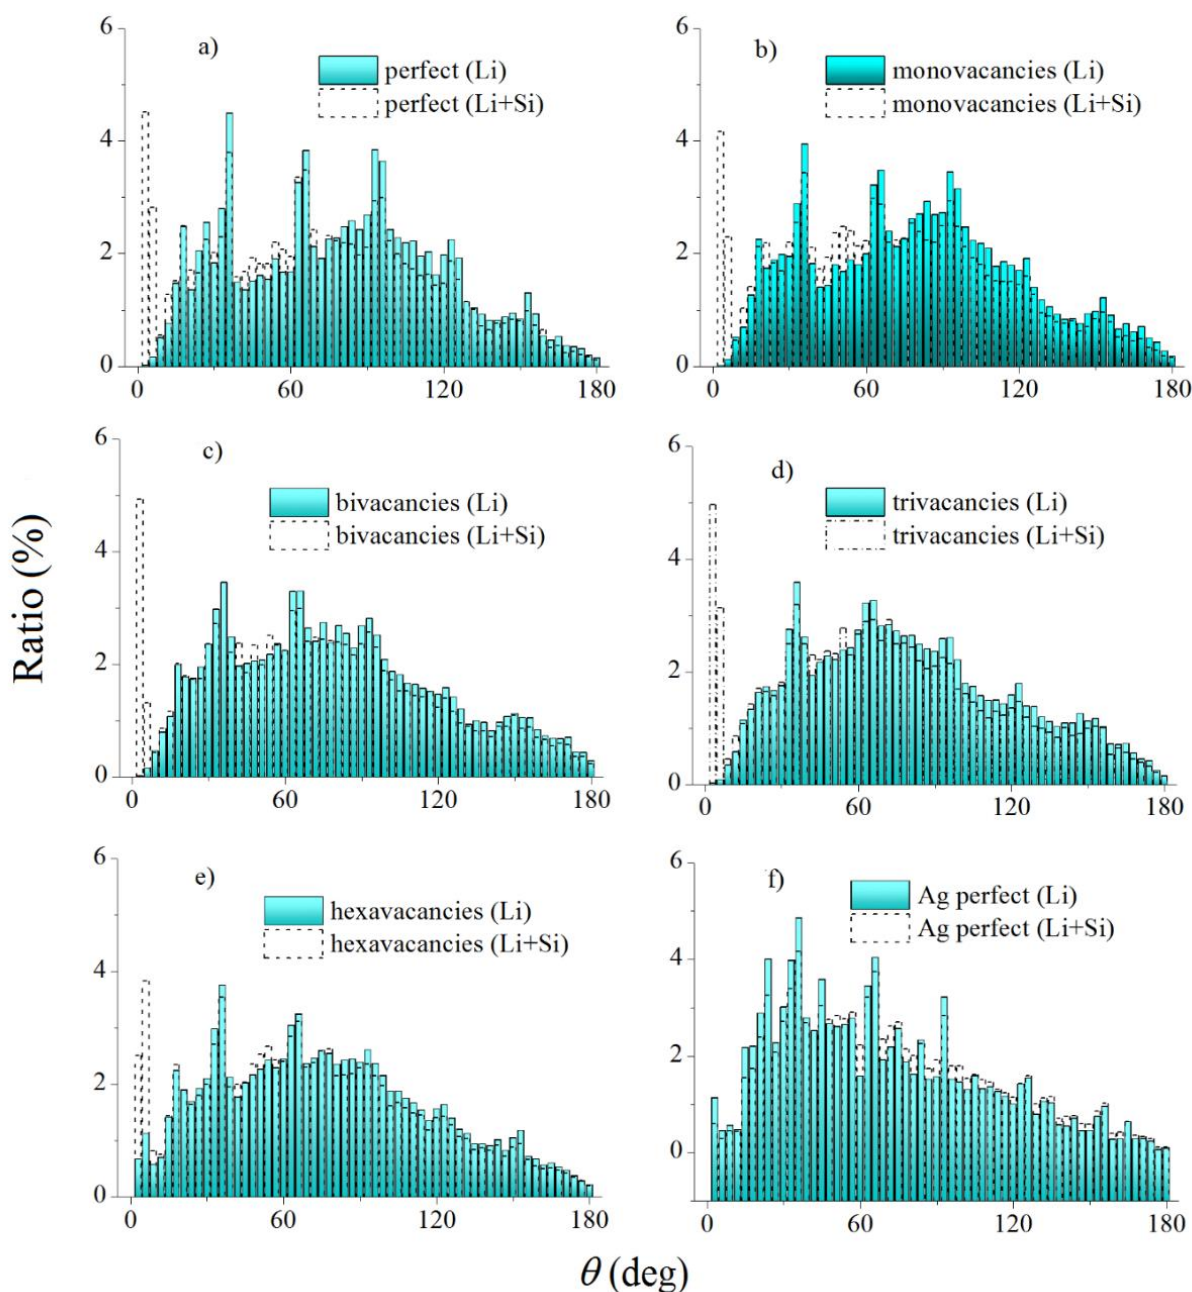 a)
perfect (Li)
perfect (Li+Si)
6
4
2
0
0 60 120 180
b)
monovacancies (Li)
monovacancies (Li+Si)
6
4
2
0
0 60 120 180
c)
bivacancies (Li)
bivacancies (Li+Si)
6
4
2
0
0 60 120 180
d)
trivacancies (Li)
trivacancies (Li+Si)
6
4
2
0
0 60 120 180
e)
hexavacancies (Li)
hexavacancies (Li+Si)
6
4
2
0
0 60 120 180
f)
Ag perfect (Li)
Ag perfect (Li+Si)
6
4
2
0
0 60 120 180
Ratio (%)
θ (deg)